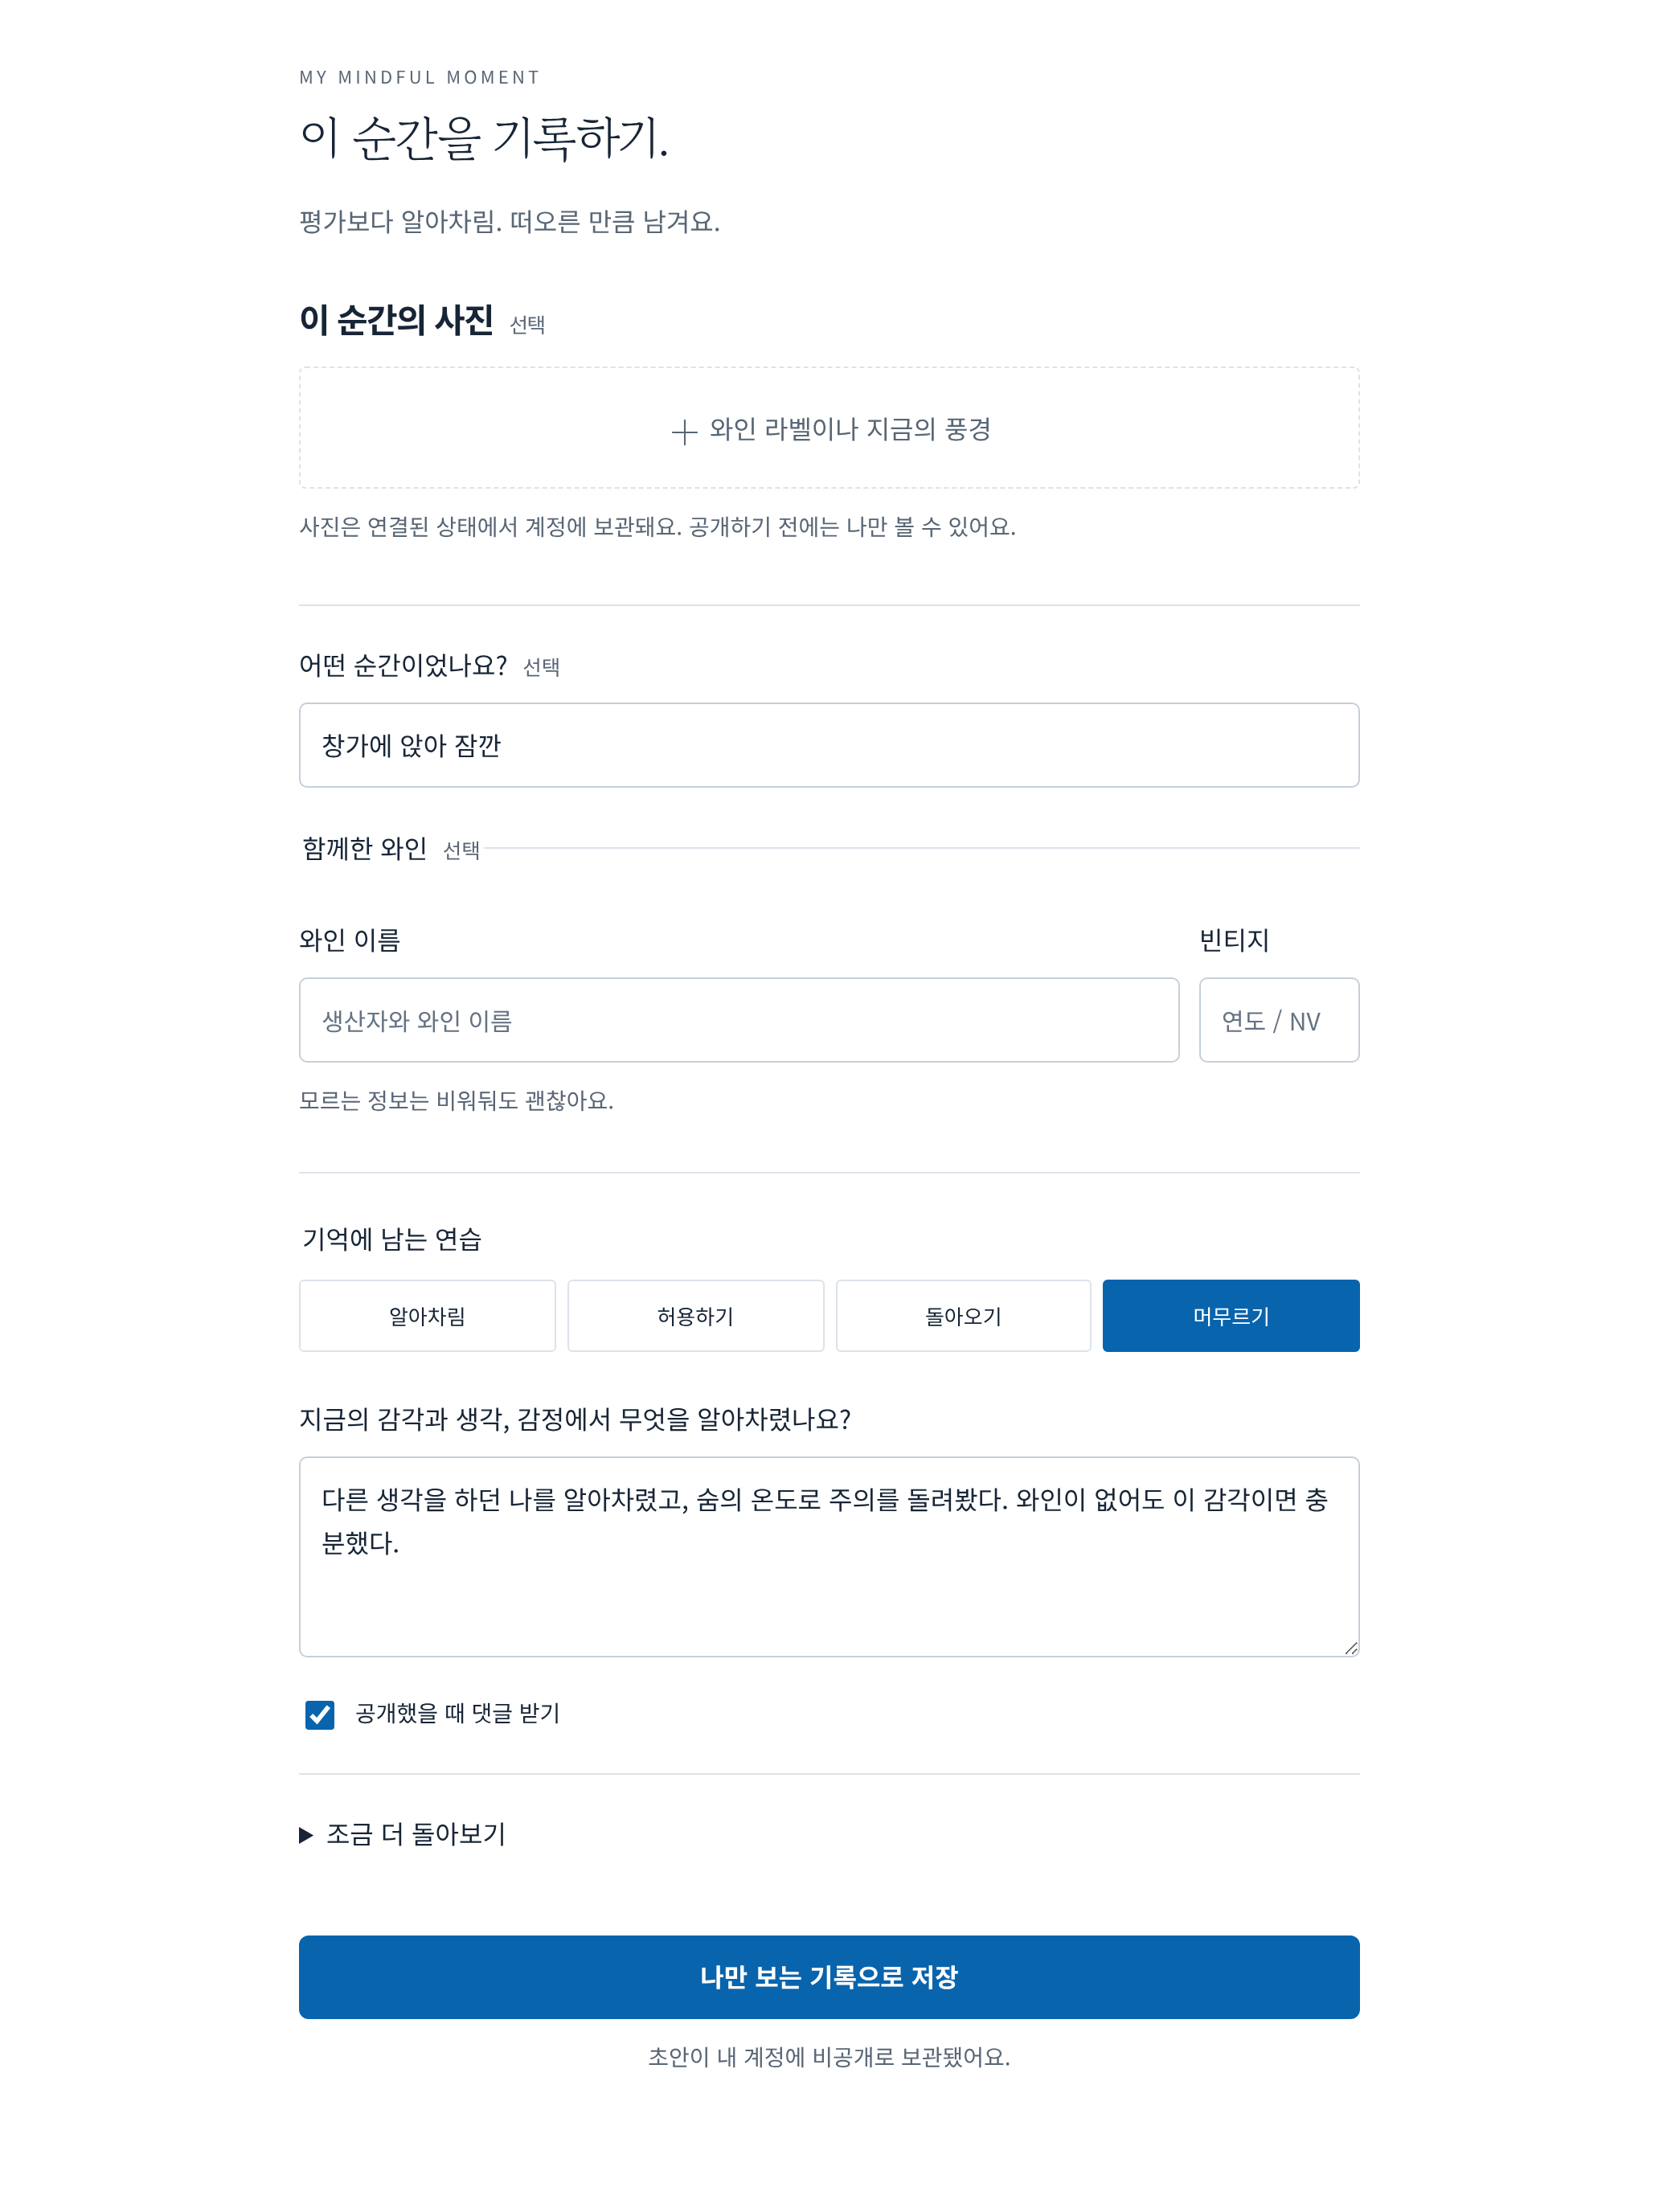 MY MINDFUL MOMENT
이 순간을 기록하기.
평가보다 알아차림. 떠오른 만큼 남겨요.
이 순간의 사진 선택
+ 와인 라벨이나 지금의 풍경
사진은 연결된 상태에서 계정에 보관돼요. 공개하기 전에는 나만 볼 수 있어요.
어떤 순간이었나요? 선택
창가에 앉아 잠깐
함께한 와인 선택
와인 이름 빈티지
생산자와 와인 이름 연도 / NV
모르는 정보는 비워둬도 괜찮아요.
기억에 남는 연습
알아차림 허용하기 돌아오기 머무르기
지금의 감각과 생각, 감정에서 무엇을 알아차렸나요?
다른 생각을 하던 나를 알아차렸고, 숨의 온도로 주의를 돌려봤다. 와인이 없어도 이 감각이면 충
분했다.
공개했을 때 댓글 받기
조금 더 돌아보기
나만 보는 기록으로 저장
초안이 내 계정에 비공개로 보관됐어요.